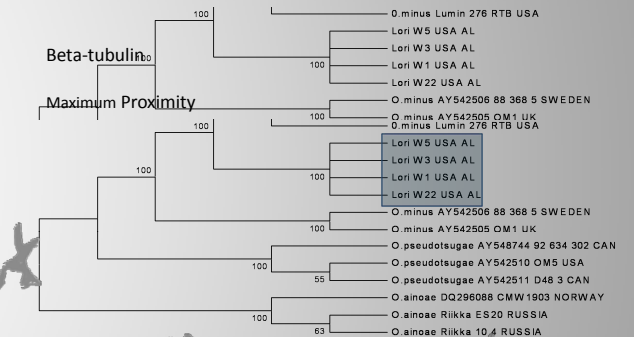 0.minus Lumin 276 RTB USA
100
Lori W5 USA AL
Lori W3 USA AL
Beta-tubulin
100
Lori W1 USA AL
100
Lori W22 USA AL
Maximum Proximity
O.minus AY542506 88 368 5 SWEDEN
100
O.minus AY542505 OM1 UK
0.minus Lumin 276 RTB USA
100
Lori W5 USA AL
Lori W3 USA AL
100
Lori W1 USA AL
100
Lori W22 USA AL
O.minus AY542506 88 368 5 SWEDEN
100
O.minus AY542505 OM1 UK
O.pseudotsugae AY548744 92 634 302 CAN
100
O.pseudotsugae AY542510 OM5 USA
55
O.pseudotsugae AY542511 D48 3 CAN
O.ainoae DQ296088 CMW1903 NORWAY
100
O.ainoae Riikka ES20 RUSSIA
63
O.ainoae Riikka 10 4 RUSSIA